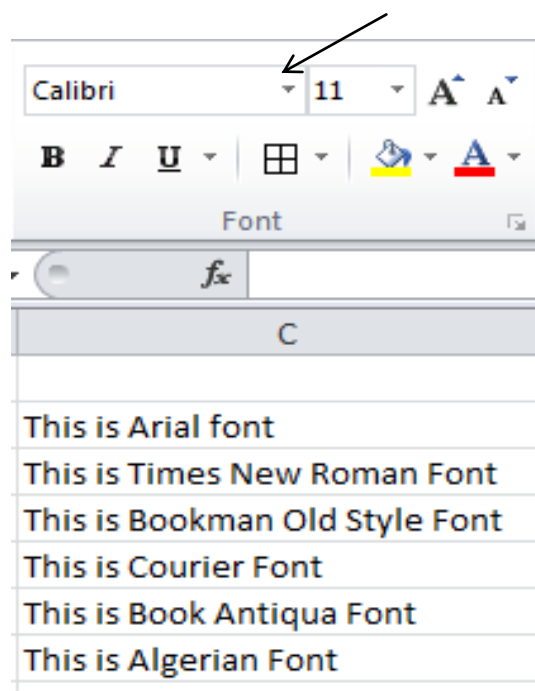 Calibri 11 A A
B I U A
Font
fx
C
This is Arial font
This is Times New Roman Font
This is Bookman Old Style Font
This is Courier Font
This is Book Antiqua Font
This is Algerian Font